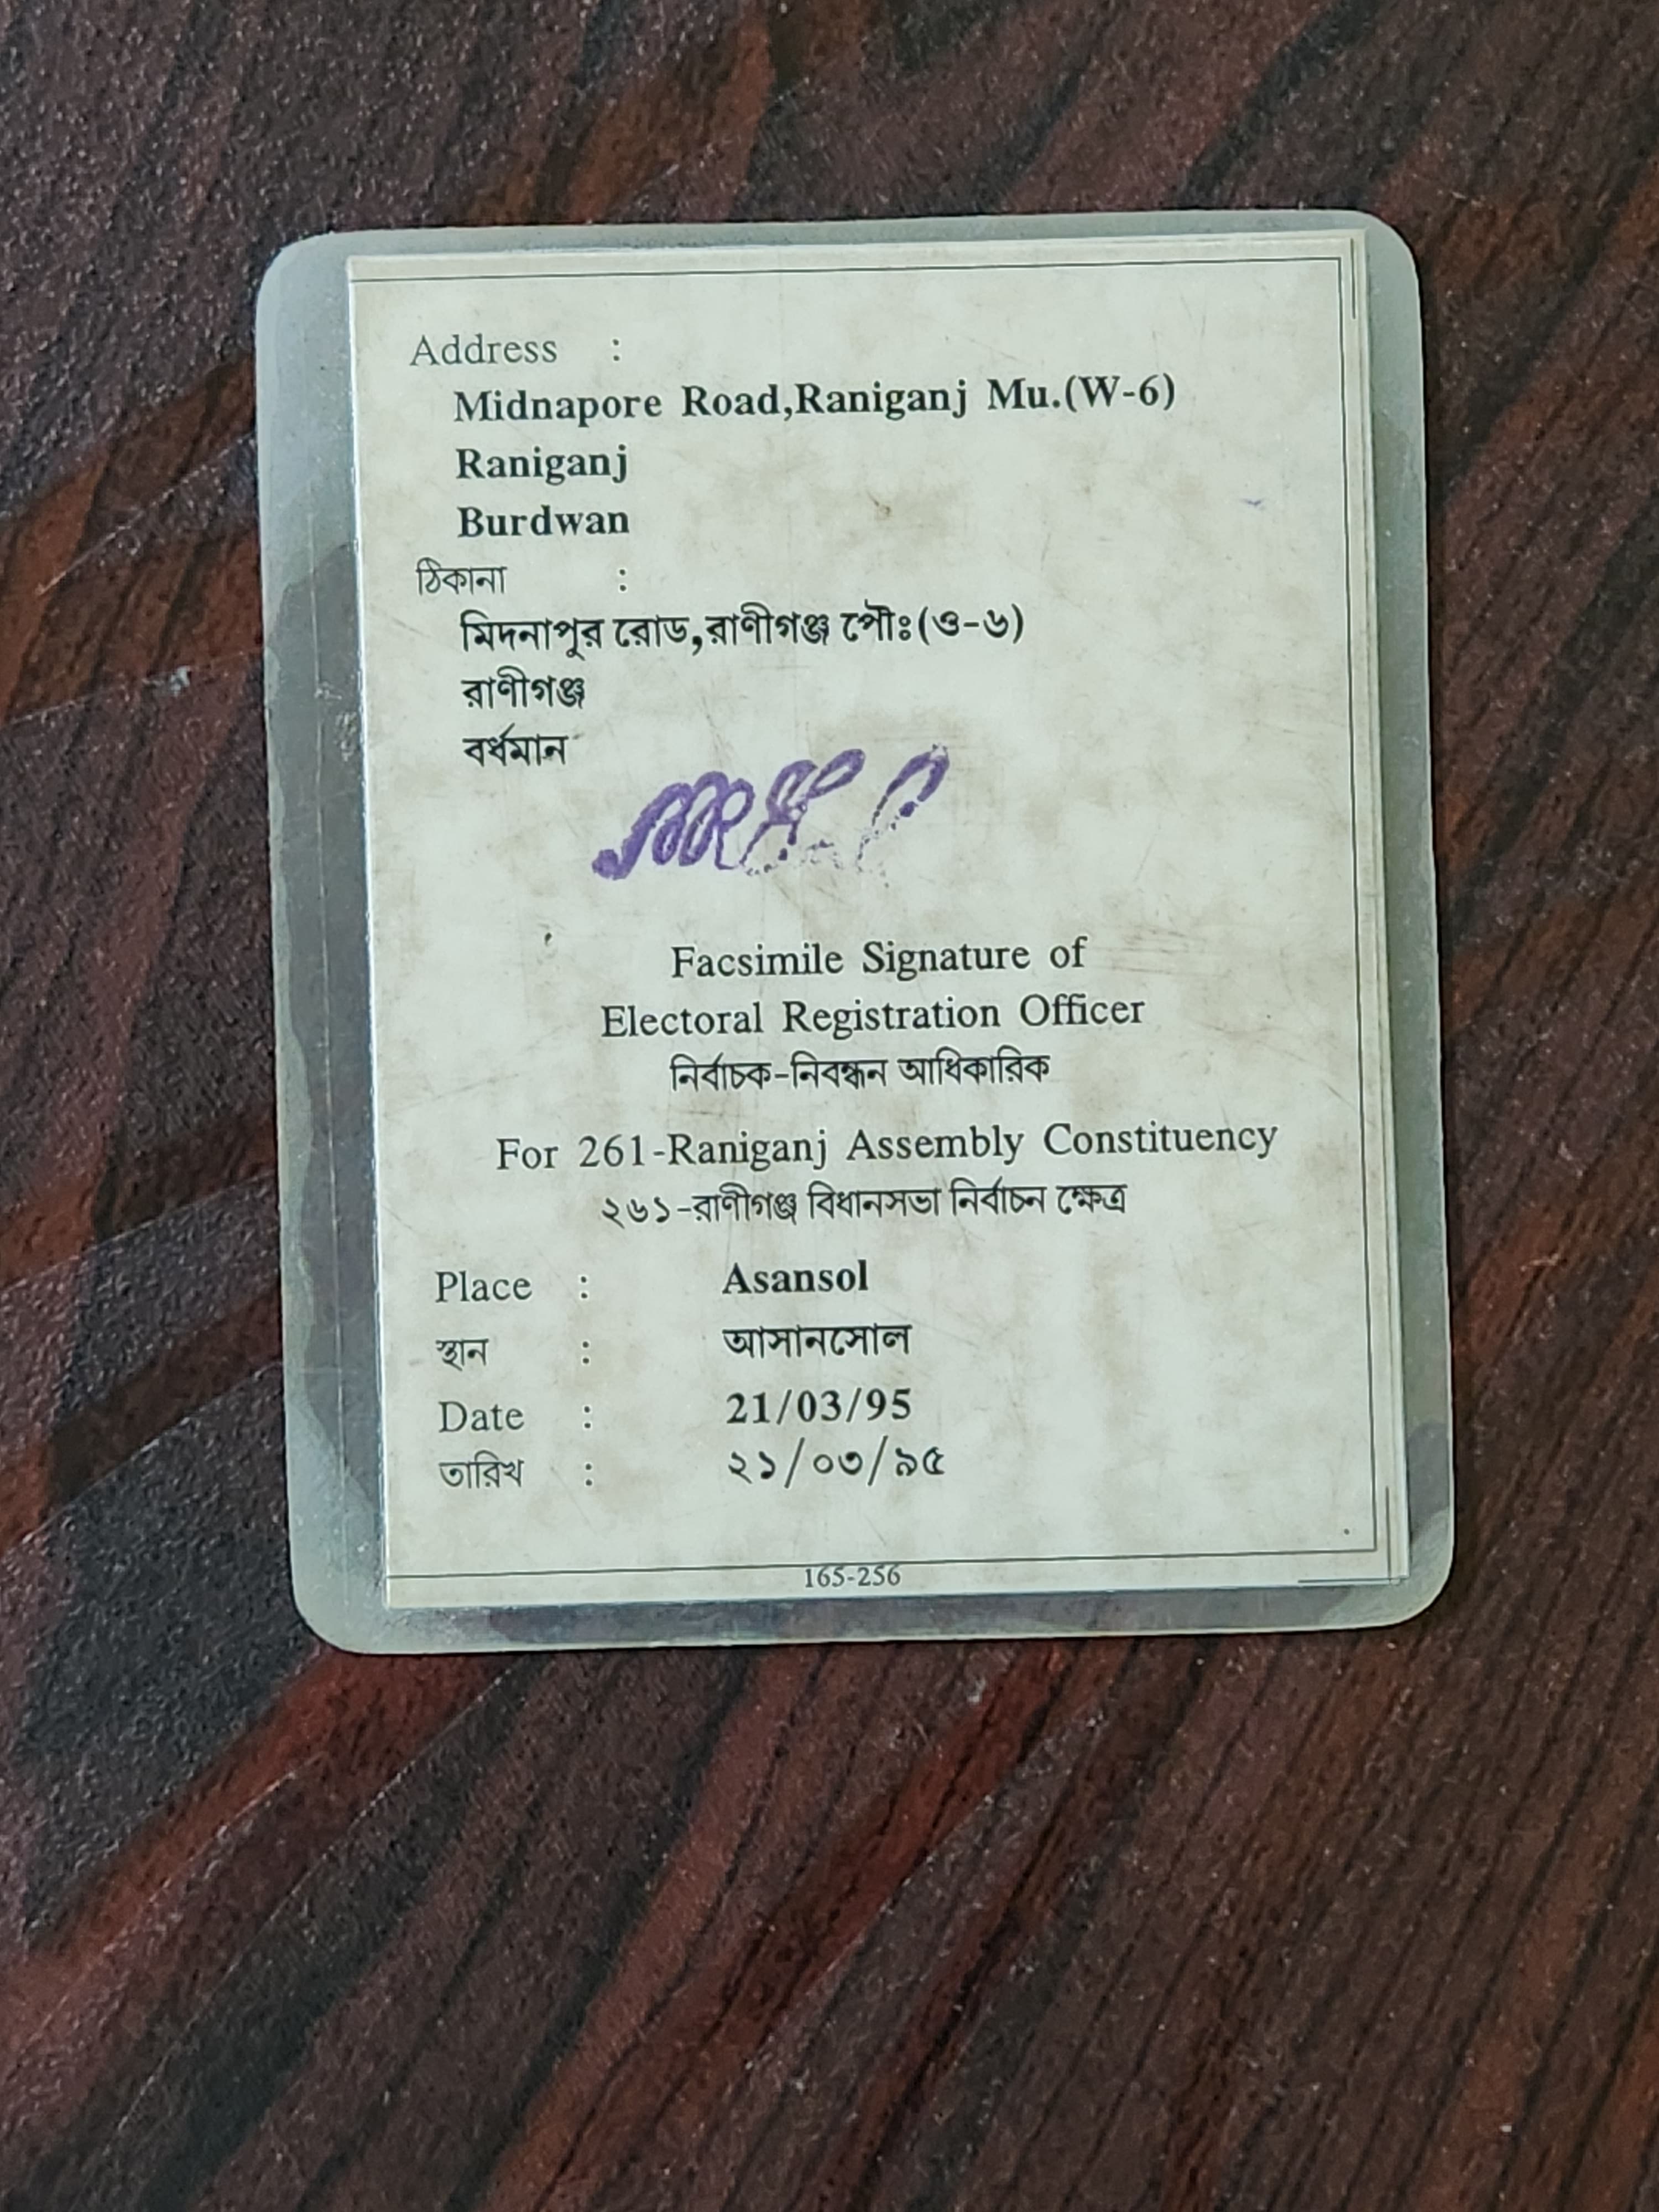 Address :
Midnapore Road,Raniganj Mu.(W-6)
Raniganj
Burdwan
ঠিকানা :
মিদনাপুর রোড,রাণীগঞ্জ পৌঃ(ও-৬)
রাণীগঞ্জ
বর্ধমান
Facsimile Signature of
Electoral Registration Officer
নির্বাচক-নিবন্ধন আধিকারিক
For 261-Raniganj Assembly Constituency
২৬১-রাণীগঞ্জ বিধানসভা নির্বাচন ক্ষেত্র
Place : Asansol
স্থান : আসানসোল
Date : 21/03/95
তারিখ : ২১/০৩/৯৫
165-256